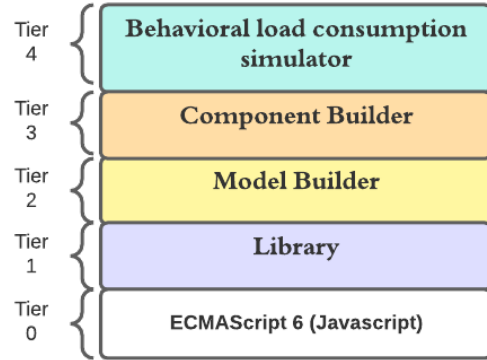 Tier
4
Behavioral load consumption
simulator
Tier
3
Component Builder
Tier
2
Model Builder
Tier
1
Library
Tier
0
ECMAScript 6 (Javascript)